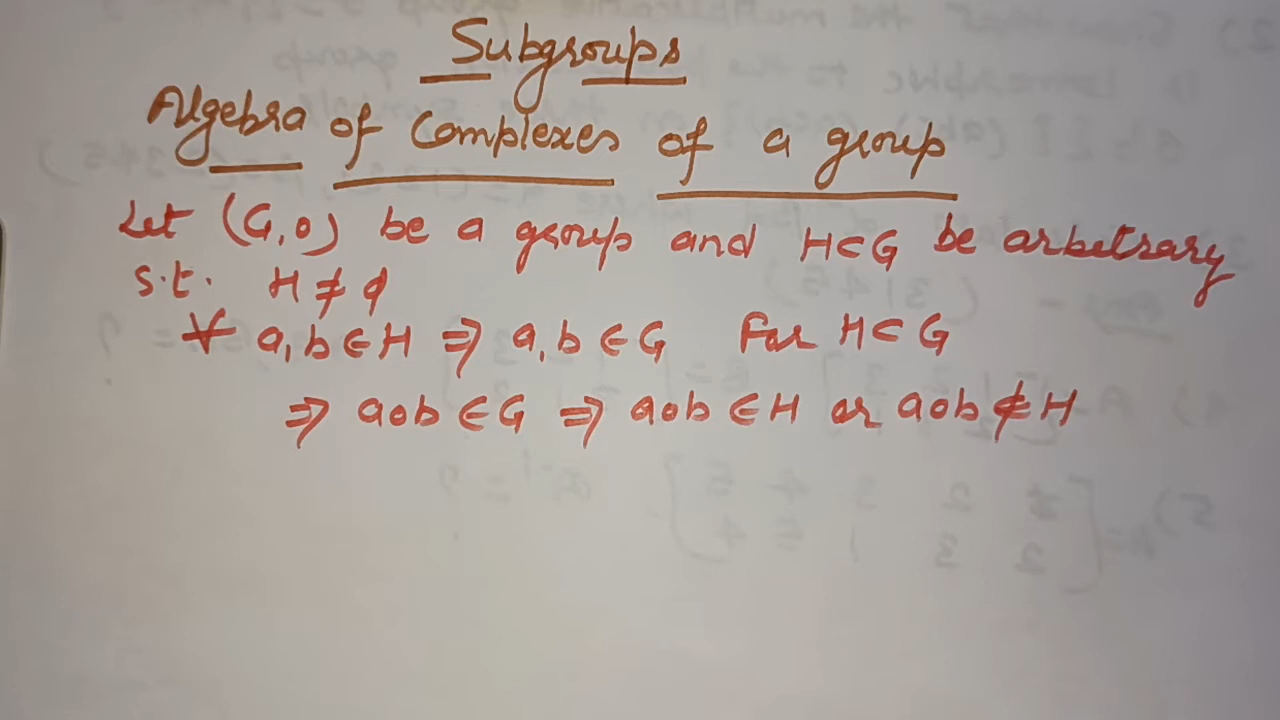 Subgroups
Algebra of Complexes of a group
Let (G,o) be a group and H⊂G be arbitrary
s.t. H ≠ ϕ
∀ a,b ∈ H ⇒ a,b ∈ G For H ⊂ G
⇒ aob ∈ G ⇒ aob ∈ H or aob ∉ H